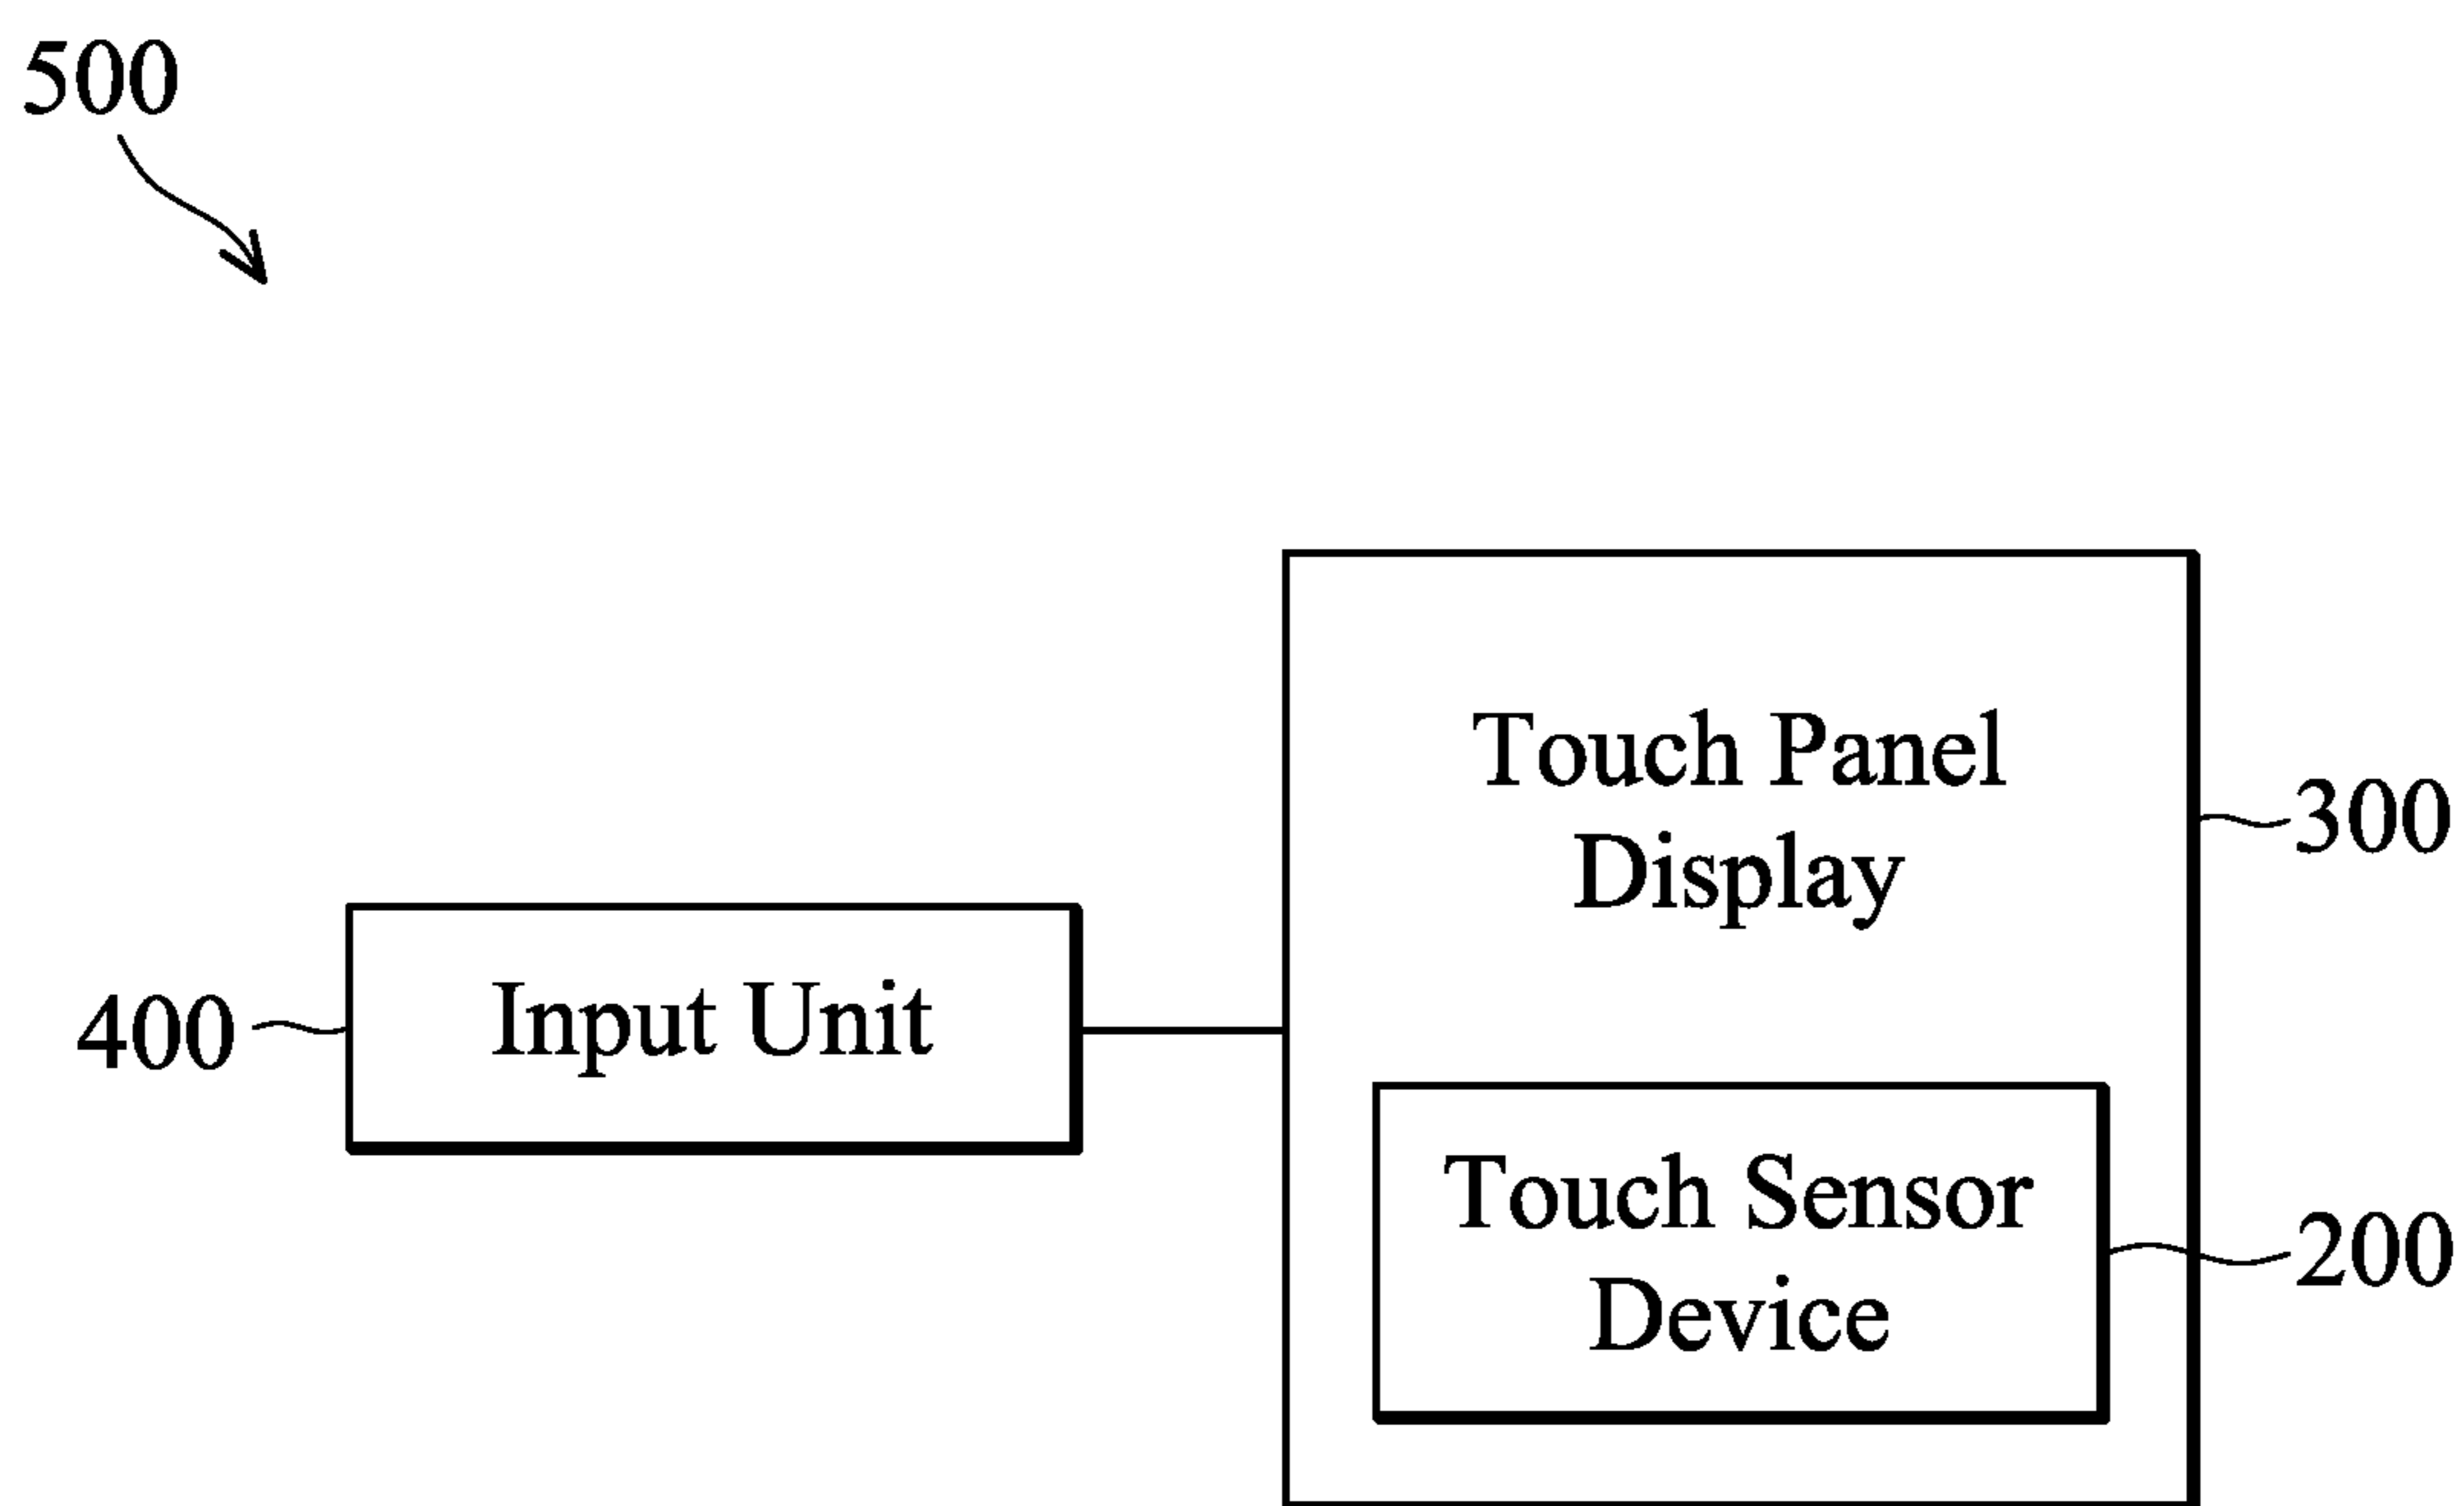 500
Touch Panel
Display
300
400
Input Unit
Touch Sensor
Device
200